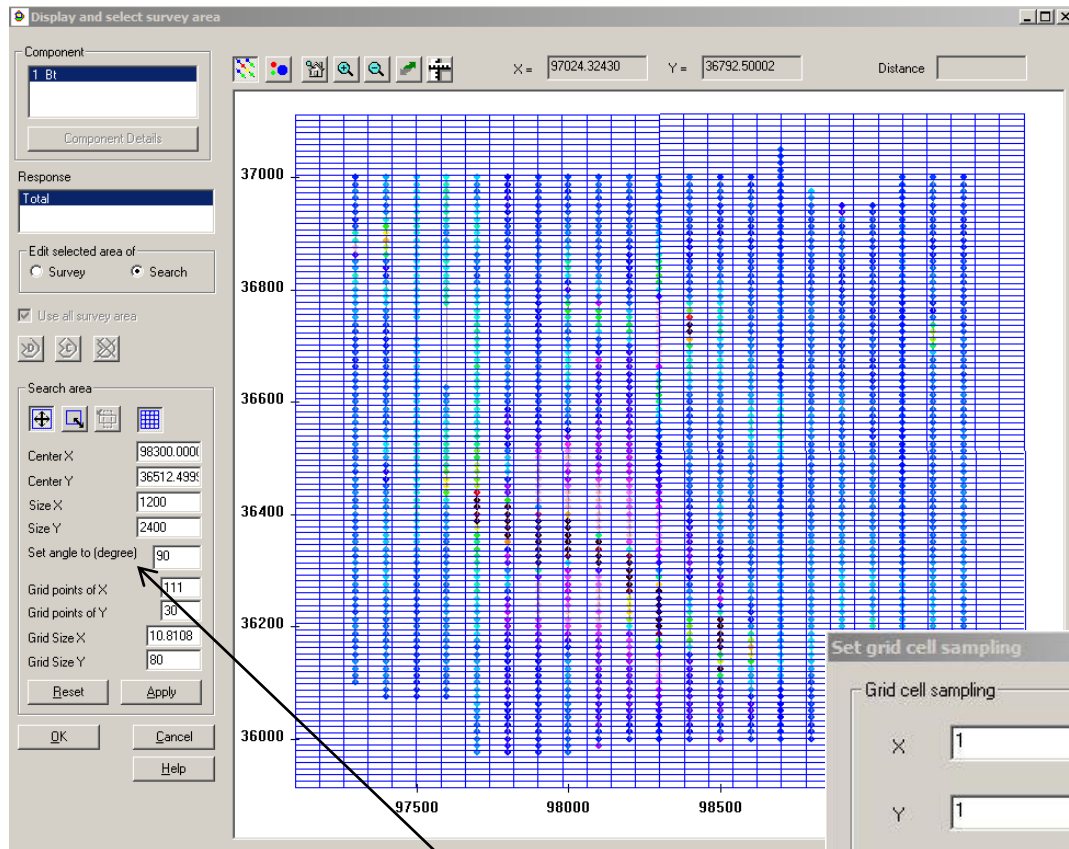 Display and select survey area
Component
1 Bt
Component Details
Response
Total
Edit selected area of
Survey
Search
Use all survey area
Search area
Center X
98300.000(
Center Y
36512.499
Size X
1200
Size Y
2400
Set angle to (degree)
90
Grid points of X
111
Grid points of Y
30
Grid Size X
10.8108
Grid Size Y
80
Reset
Apply
OK
Cancel
Help
X =
97024.32430
Y =
36792.50002
Distance
37000
36800
36600
36400
36200
36000
97500
98000
98500
Set grid cell sampling
Grid cell sampling
X
1
Y
1